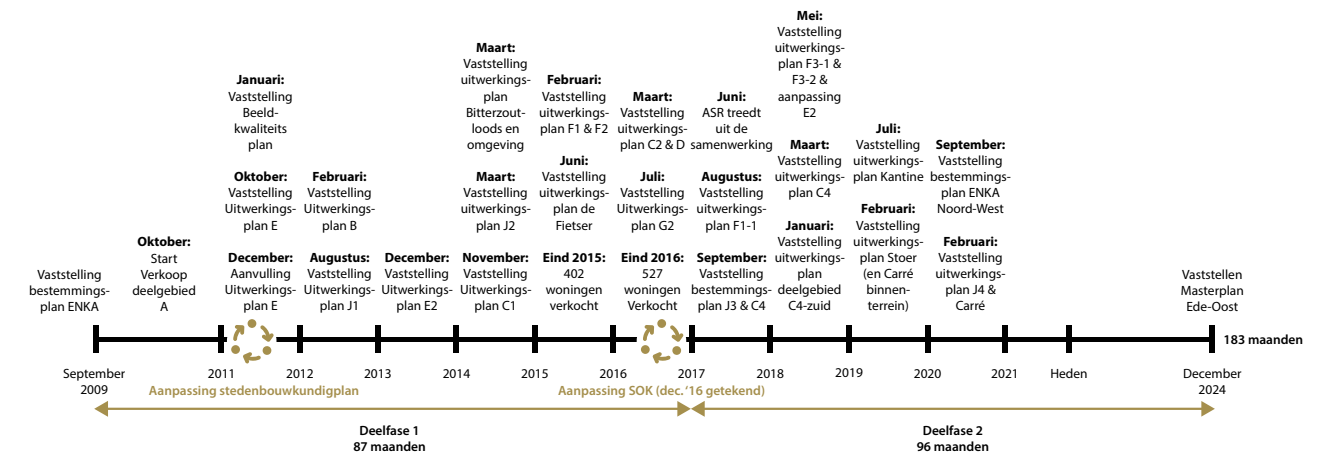 Vaststelling
bestemmings-
plan ENKA
Oktober:
Start
Verkoop
deelgebied
A
Januari:
Vaststelling
Beeld-
kwaliteits
plan
Oktober:
Vaststelling
Uitwerkings-
plan E
December:
Aanvulling
Uitwerkings-
plan E
Februari:
Vaststelling
Uitwerkings-
plan B
Augustus:
Vaststelling
Uitwerkings-
plan J1
December:
Vaststelling
Uitwerkings-
plan E2
Maart:
Vaststelling
uitwerkings-
plan
Bitterzout-
loods en
omgeving
Maart:
Vaststelling
uitwerkings-
plan J2
November:
Vaststelling
Uitwerkings-
plan C1
Februari:
Vaststelling
uitwerkings-
plan F1 & F2
Juni:
Vaststelling
uitwerkings-
plan de
Fietser
Eind 2015:
402
woningen
verkocht
Maart:
Vaststelling
uitwerkings-
plan C2 & D
Juli:
Vaststelling
Uitwerkings-
plan G2
Eind 2016:
527
woningen
Verkocht
Juni:
ASR treedt
uit de
samenwerking
Augustus:
Vaststelling
uitwerkings-
plan F1-1
September:
Vaststelling
bestemmings-
plan J3 & C4
Mei:
Vaststelling
uitwerkings-
plan F3-1 &
F3-2 &
aanpassing
E2
Maart:
Vaststelling
uitwerkings-
plan C4
Januari:
Vaststelling
uitwerkings-
plan
deelgebied
C4-zuid
Juli:
Vaststelling
uitwerkings-
plan Kantine
Februari:
Vaststelling
uitwerkings-
plan Stoer
(en Carré
binnen-
terrein)
September:
Vaststelling
bestemmings-
plan ENKA
Noord-West
Februari:
Vaststelling
uitwerkings-
plan J4 &
Carré
Vaststellen
Masterplan
Ede-Oost
183 maanden
September
2009
2011
2012
2013
2014
2015
2016
2017
2018
2019
2020
2021
Heden
December
2024
Aanpassing stedenbouwkundigplan
Aanpassing SOK (dec. ‘16 getekend)
Deelfase 1
87 maanden
Deelfase 2
96 maanden